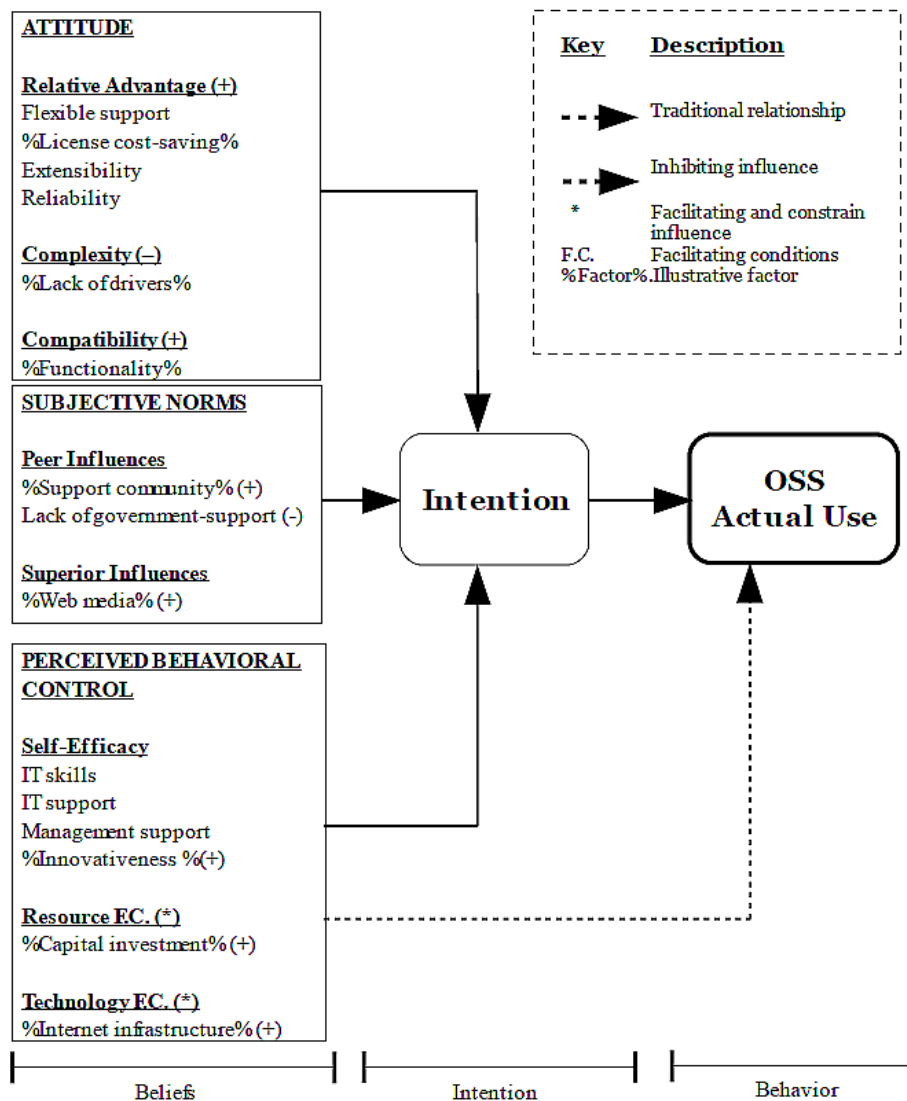 ATTITUDE
Relative Advantage (+)
Flexible support
%License cost-saving%
Extensibility
Reliability
Complexity (–)
%Lack of drivers%
Compatibility (+)
%Functionality%
SUBJECTIVE NORMS
Peer Influences
%Support community% (+)
Lack of government-support (-)
Superior Influences
%Web media% (+)
PERCEIVED BEHAVIORAL
CONTROL
Self-Efficacy
IT skills
IT support
Management support
%Innovativeness %(+)
Resource F.C. (*)
%Capital investment% (+)
Technology F.C. (*)
%Internet infrastructure% (+)
Key Description
Traditional relationship
Inhibiting influence
* Facilitating and constrain
influence
F.C. Facilitating conditions
%Factor%.Illustrative factor
Intention
OSS
Actual Use
Beliefs
Intention
Behavior